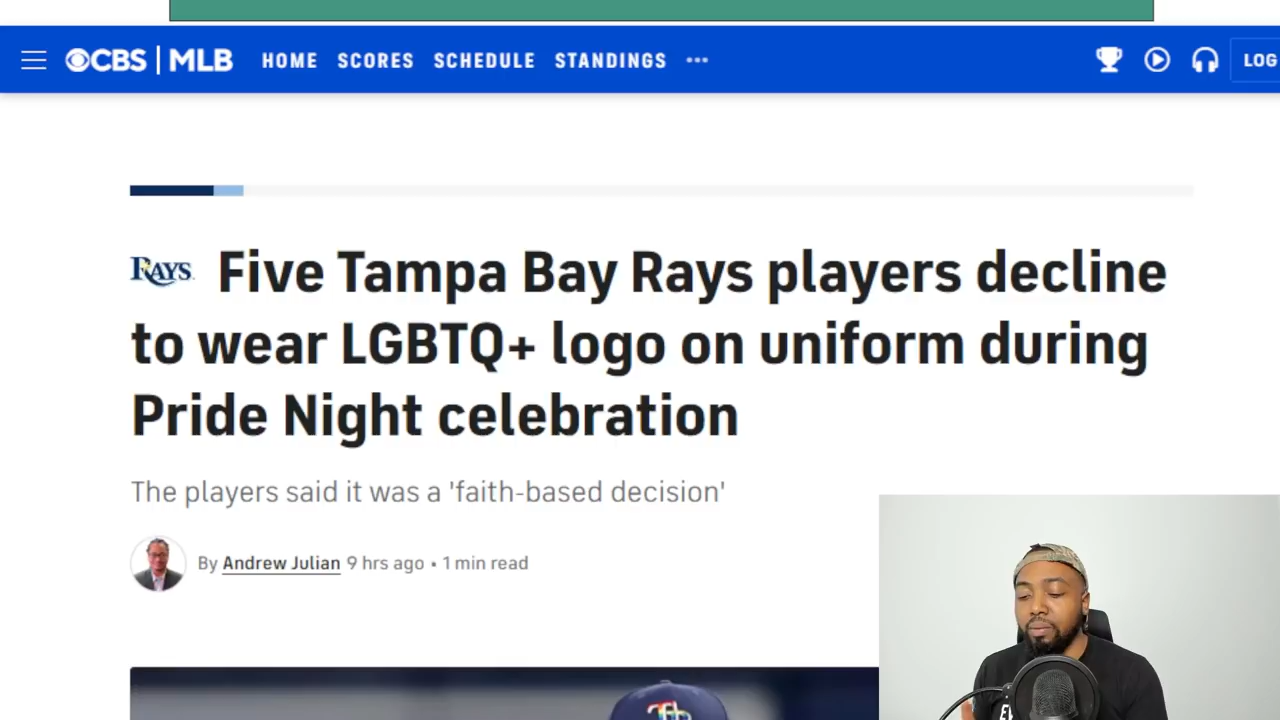 CBS | MLB HOME SCORES SCHEDULE STANDINGS ••• LOG
RAYS Five Tampa Bay Rays players decline
to wear LGBTQ+ logo on uniform during
Pride Night celebration
The players said it was a 'faith-based decision'
By Andrew Julian 9 hrs ago • 1 min read
TB